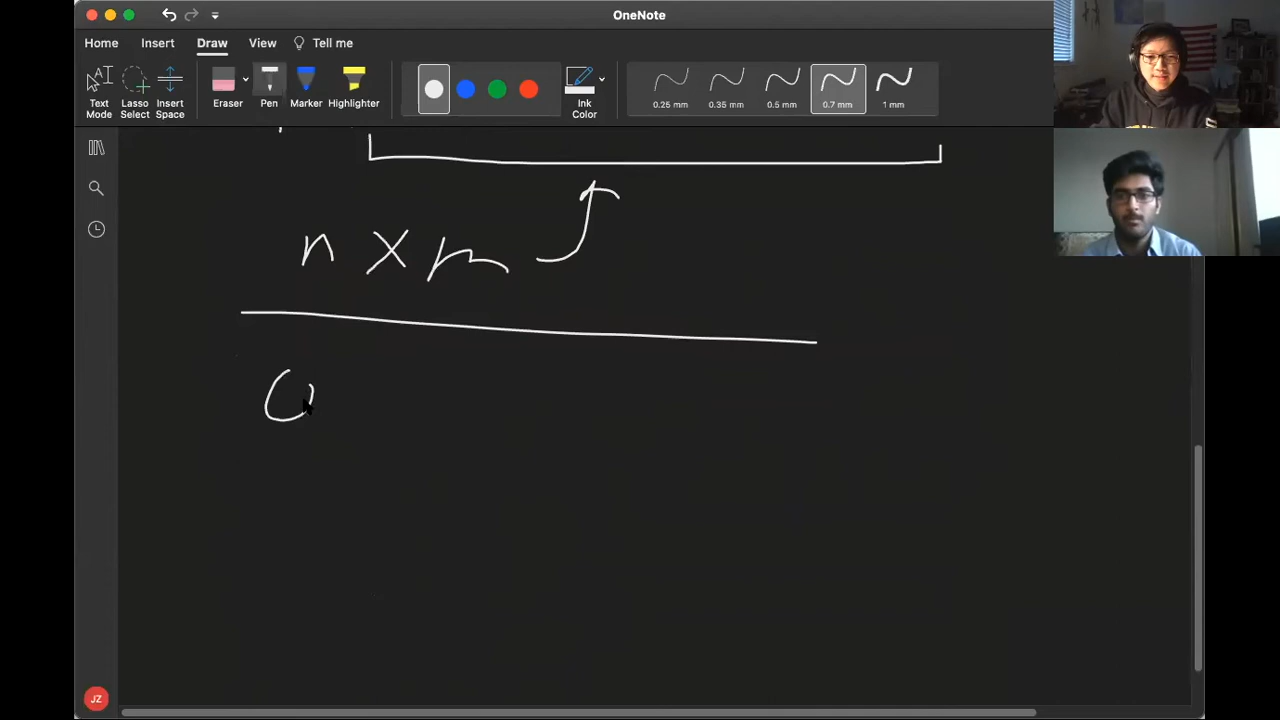 OneNote
Home Insert Draw View Tell me
Text Mode
Lasso Select
Insert Space
Eraser
Pen
Marker
Highlighter
Ink Color
0.25 mm
0.35 mm
0.5 mm
0.7 mm
1 mm
n X m
JZ